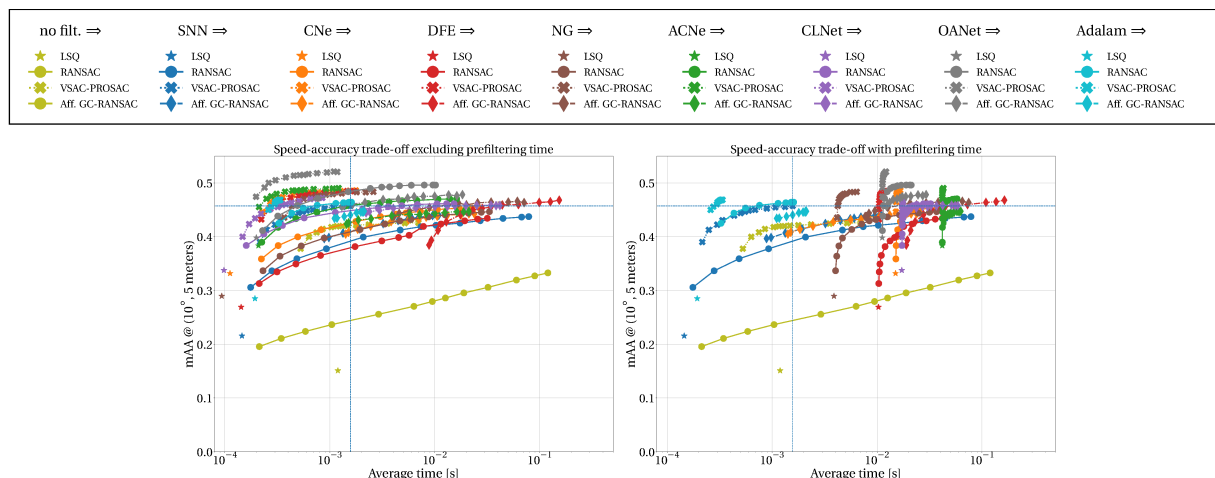 no filt. ⇒ SNN ⇒ CNe ⇒ DFE ⇒ NG ⇒ ACNe ⇒ CLNet ⇒ OANet ⇒ Adalam ⇒
LSQ LSQ LSQ LSQ LSQ LSQ LSQ LSQ LSQ
RANSAC RANSAC RANSAC RANSAC RANSAC RANSAC RANSAC RANSAC RANSAC
VSAC-PROSAC VSAC-PROSAC VSAC-PROSAC VSAC-PROSAC VSAC-PROSAC VSAC-PROSAC VSAC-PROSAC VSAC-PROSAC VSAC-PROSAC
Aff. GC-RANSAC Aff. GC-RANSAC Aff. GC-RANSAC Aff. GC-RANSAC Aff. GC-RANSAC Aff. GC-RANSAC Aff. GC-RANSAC Aff. GC-RANSAC Aff. GC-RANSAC
Speed-accuracy trade-off excluding prefiltering time
mAA @ (10°, 5 meters)
0.5
0.4
0.3
0.2
0.1
0.0
10⁻⁴ 10⁻³ 10⁻² 10⁻¹
Average time [s]
Speed-accuracy trade-off with prefiltering time
mAA @ (10°, 5 meters)
0.5
0.4
0.3
0.2
0.1
0.0
10⁻⁴ 10⁻³ 10⁻² 10⁻¹
Average time [s]